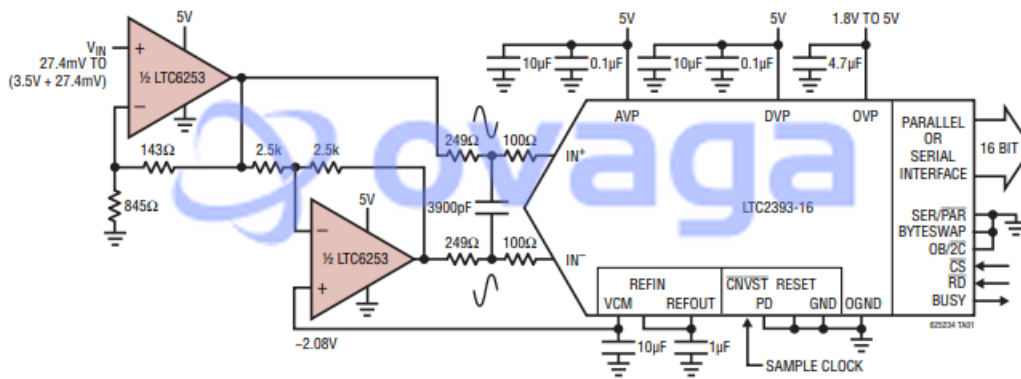 5V
VIN
27.4mV TO
(3.5V + 27.4mV)
+
½ LTC6253
–
143Ω
2.5k
2.5k
845Ω
5V
–
½ LTC6253
+
~2.08V
249Ω
100Ω
3900pF
249Ω
100Ω
5V
5V
1.8V TO 5V
10µF
0.1µF
10µF
0.1µF
4.7µF
AVP
DVP
OVP
IN+
IN–
LTC2393-16
PARALLEL
OR
SERIAL
INTERFACE
16 BIT
SER/PAR
BYTESWAP
OB/2C
CS
RD
BUSY
REFIN
VCM
REFOUT
CNVST
RESET
PD
GND
OGND
10µF
1µF
SAMPLE CLOCK
625234 TA01
ovaga